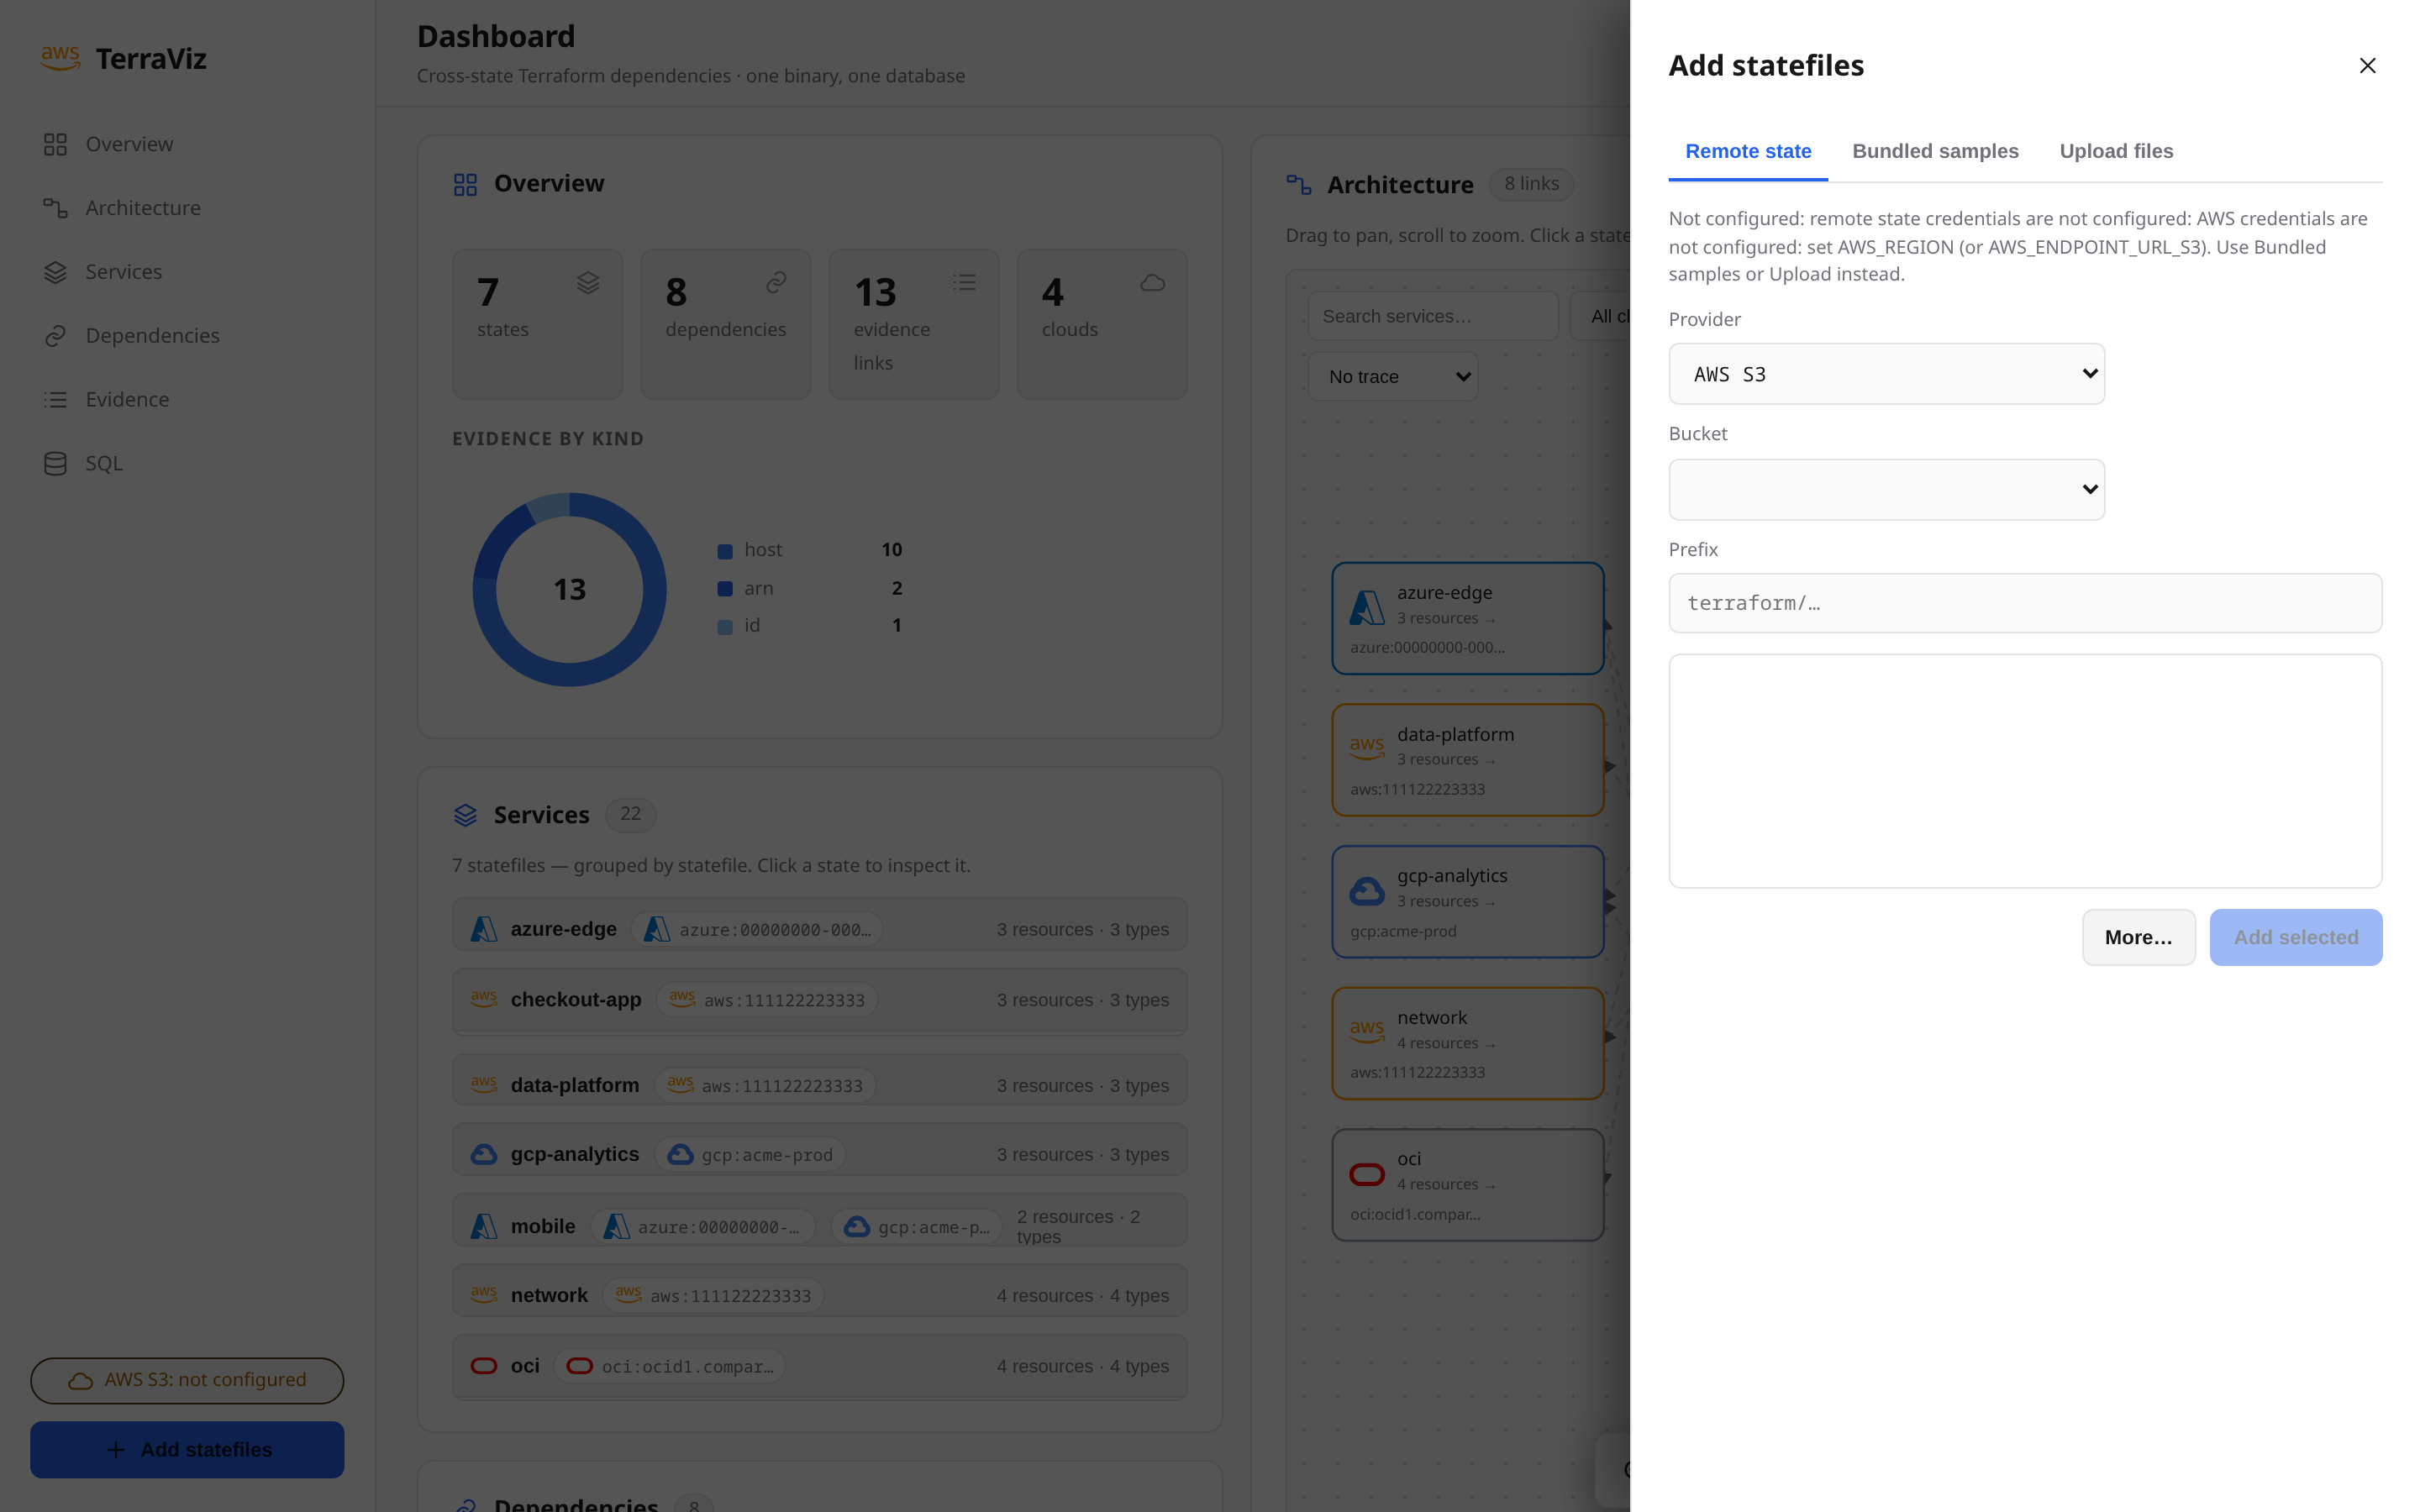 aws TerraViz
Overview
Architecture
Services
Dependencies
Evidence
SQL
AWS S3: not configured
Add statefiles
Dashboard
Cross-state Terraform dependencies · one binary, one database
Overview
7
states
8
dependencies
13
evidence
links
4
clouds
EVIDENCE BY KIND
13
host 10
arn 2
id 1
Services 22
7 statefiles — grouped by statefile. Click a state to inspect it.
azure-edge azure:00000000-000… 3 resources · 3 types
aws checkout-app aws aws:111122223333 3 resources · 3 types
aws data-platform aws aws:111122223333 3 resources · 3 types
gcp-analytics gcp:acme-prod 3 resources · 3 types
mobile azure:00000000-… gcp:acme-p… 2 resources · 2
types
aws network aws aws:111122223333 4 resources · 4 types
oci oci:ocid1.compar… 4 resources · 4 types
Dependencies 8
Architecture 8 links
Drag to pan, scroll to zoom. Click a state
Search services…
All cl
No trace
azure-edge
3 resources →
azure:00000000-000…
aws data-platform
3 resources →
aws:111122223333
gcp-analytics
3 resources →
gcp:acme-prod
aws network
4 resources →
aws:111122223333
oci
4 resources →
oci:ocid1.compar…
Add statefiles
Remote state Bundled samples Upload files
Not configured: remote state credentials are not configured: AWS credentials are
not configured: set AWS_REGION (or AWS_ENDPOINT_URL_S3). Use Bundled
samples or Upload instead.
Provider
AWS S3
Bucket
Prefix
terraform/…
More…
Add selected